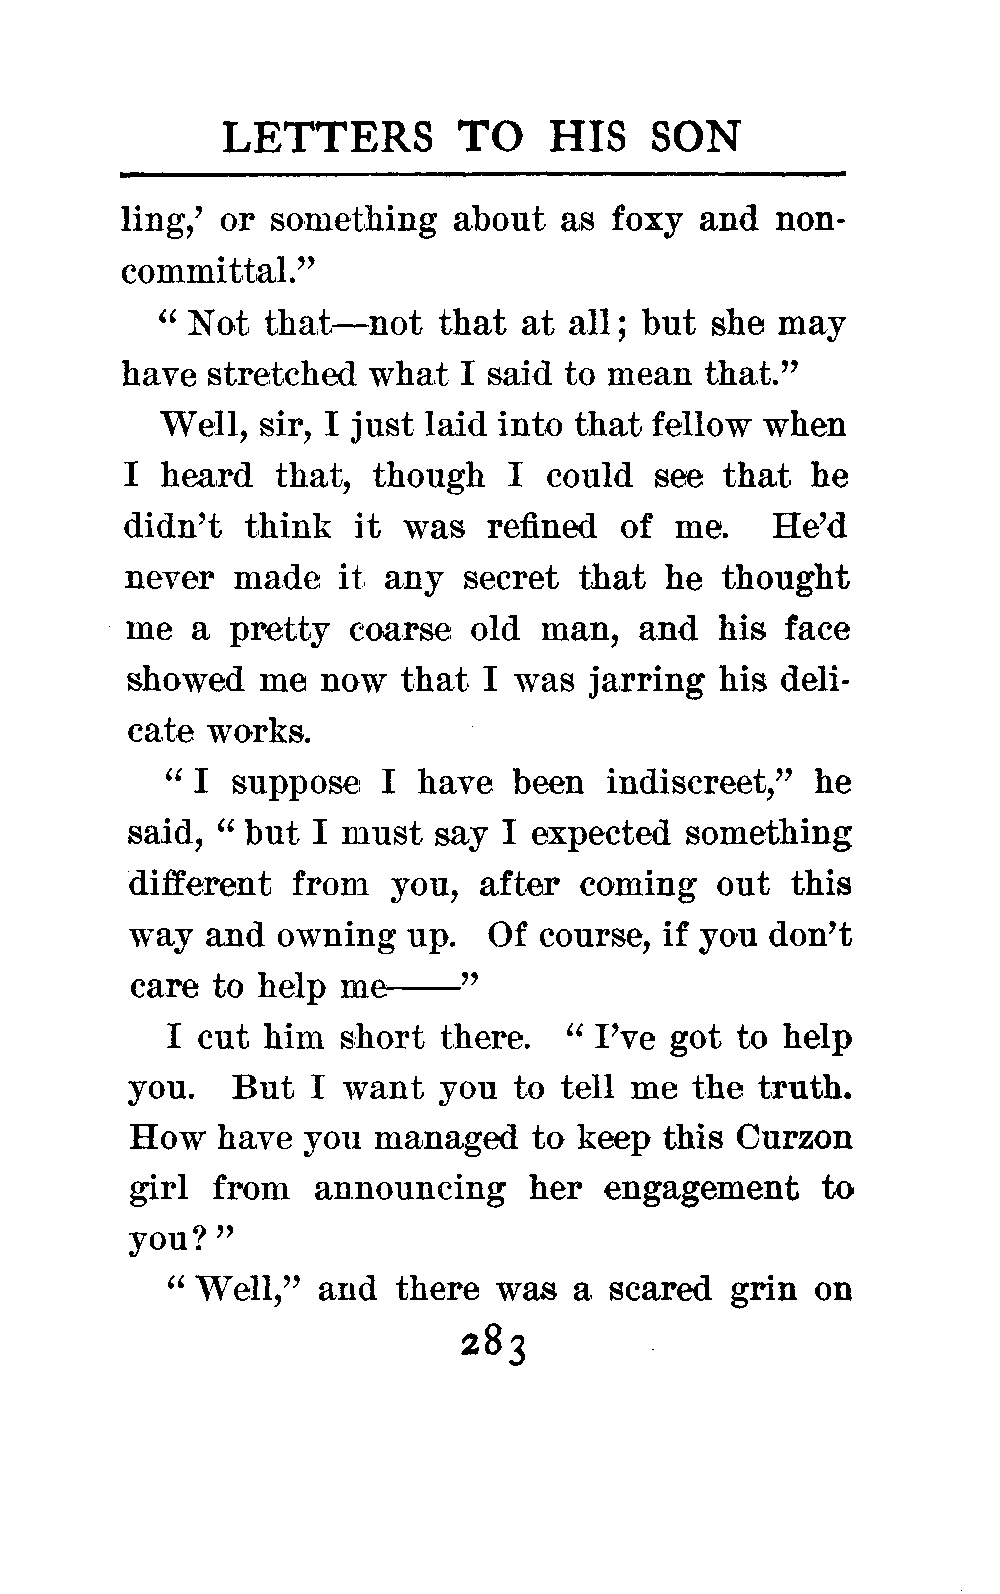 LETTERS TO HIS SON
ling,’ or something about as foxy and non-
committal.”
“ Not that—not that at all; but she may
have stretched what I said to mean that.”
Well, sir, I just laid into that fellow when
I heard that, though I could see that he
didn’t think it was refined of me. He’d
never made it any secret that he thought
me a pretty coarse old man, and his face
showed me now that I was jarring his deli-
cate works.
“ I suppose I have been indiscreet,” he
said, “ but I must say I expected something
different from you, after coming out this
way and owning up. Of course, if you don’t
care to help me——”
I cut him short there. “ I’ve got to help
you. But I want you to tell me the truth.
How have you managed to keep this Curzon
girl from announcing her engagement to
you? ”
“ Well,” and there was a scared grin on
283